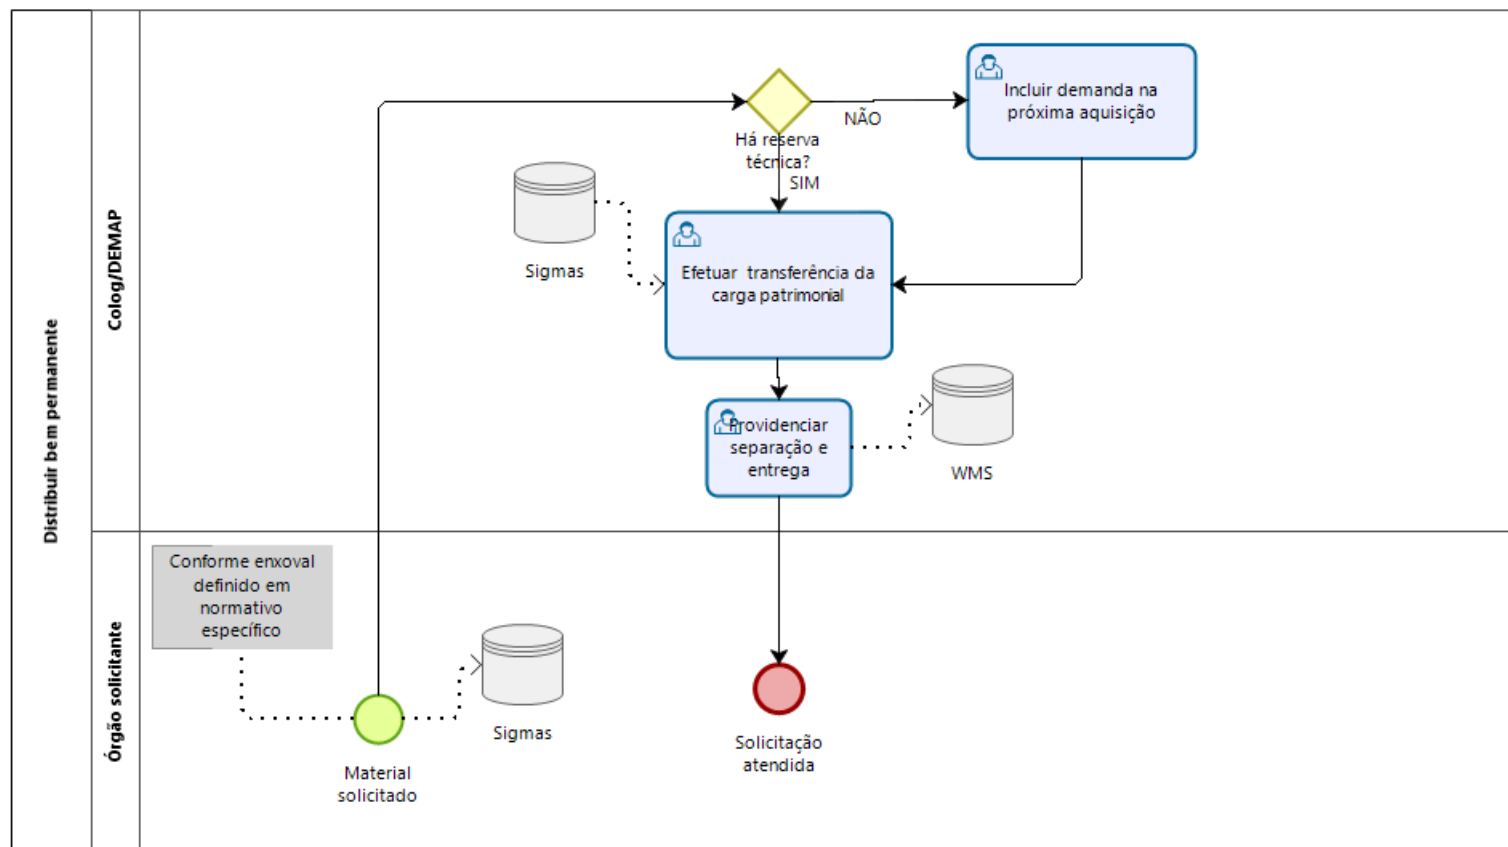 Distribuir bem permanente
Colog/DEMAP
Há reserva
técnica?
NÃO
SIM
Incluir demanda na
próxima aquisição
Sigmas
Efetuar transferência da
carga patrimonial
Providenciar
separação e
entrega
WMS
Órgão solicitante
Conforme enxoval
definido em
normativo
específico
Sigmas
Material
solicitado
Solicitação
atendida